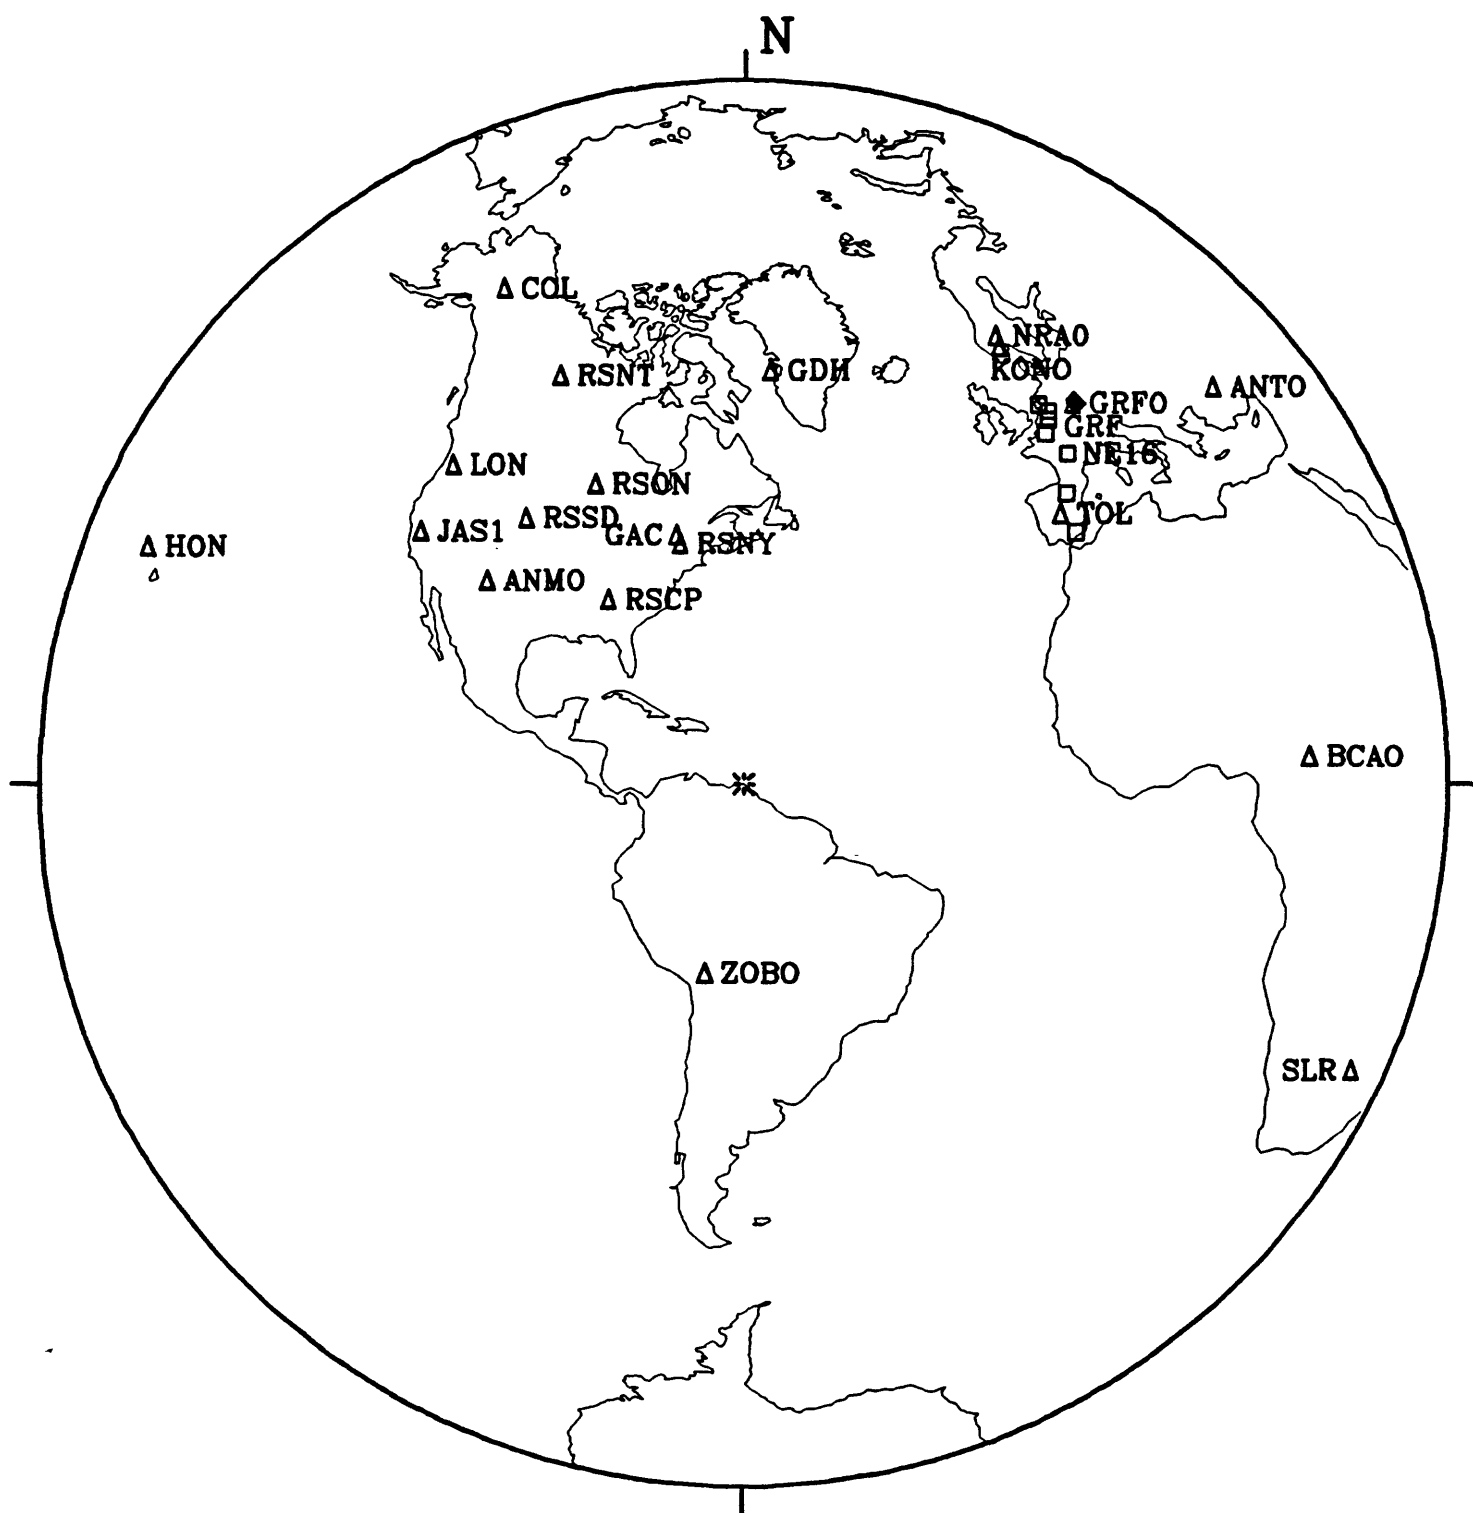 N
COL
NRAO
KONO
RSNT
GDH
ANTO
GRFO
GRF
NE16
LON
RSON
TOL
RSSD
JAS1
GAC
RSNY
HON
ANMO
RSCP
BCAO
ZOBO
SLR